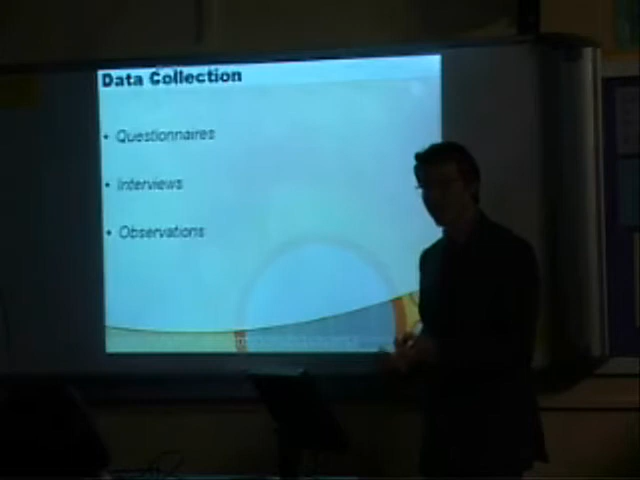 Data Collection
• Questionnaires
• Interviews
• Observations